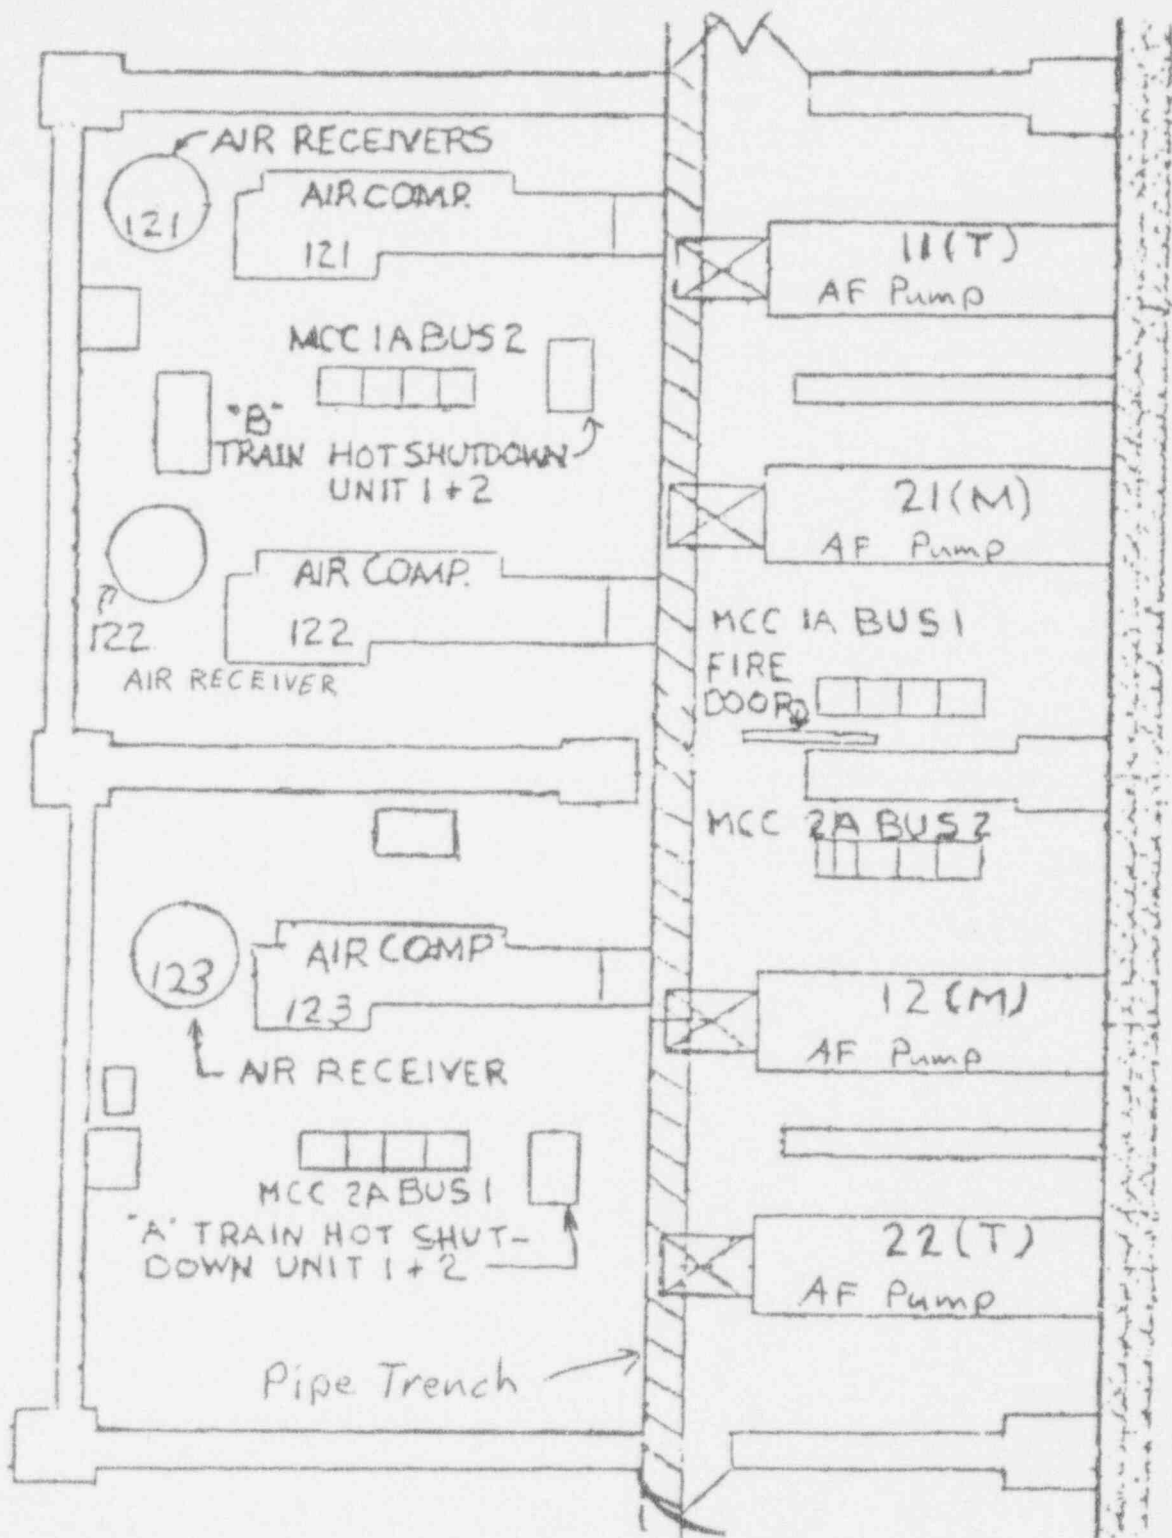 AIR RECEIVERS
121
AIR COMP.
121
11(T)
AF Pump
MCC 1A BUS 2
"B"
TRAIN HOT SHUTDOWN
UNIT 1 + 2
21(M)
AF Pump
122
AIR RECEIVER
AIR COMP.
122
MCC 1A BUS 1
FIRE
DOOR
MCC 2A BUS 2
123
AIR COMP
123
AIR RECEIVER
12(M)
AF Pump
MCC 2A BUS 1
"A" TRAIN HOT SHUT-
DOWN UNIT 1 + 2
22(T)
AF Pump
Pipe Trench